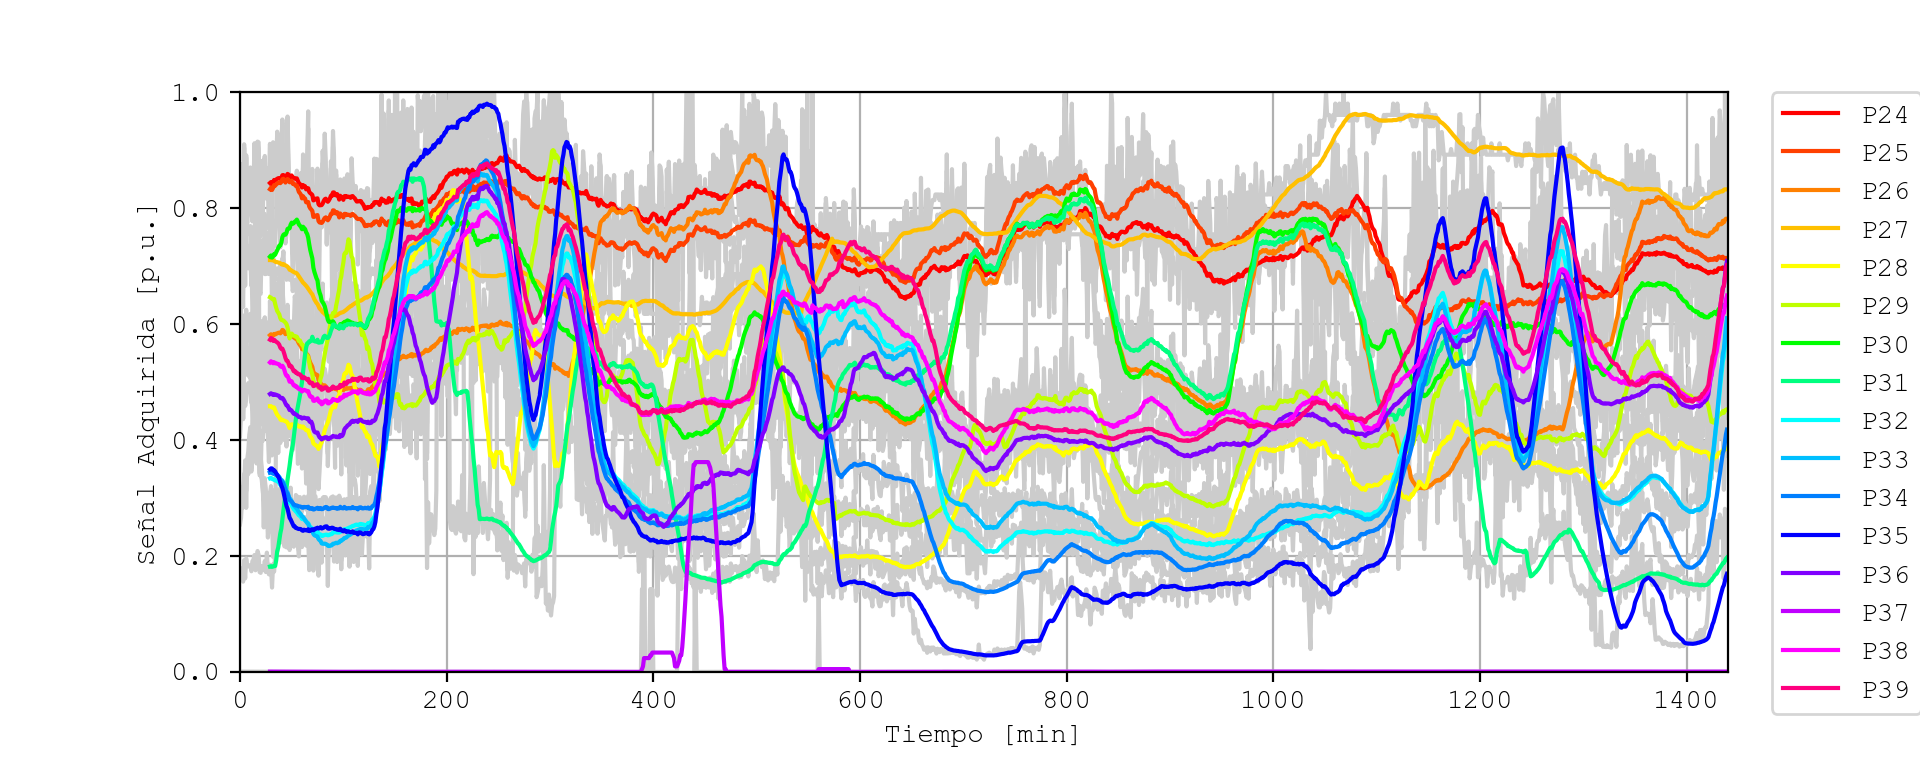 Señal Adquirida [p.u.]
1.0
0.8
0.6
0.4
0.2
0.0
0 200 400 600 800 1000 1200 1400
Tiempo [min]
P24
P25
P26
P27
P28
P29
P30
P31
P32
P33
P34
P35
P36
P37
P38
P39